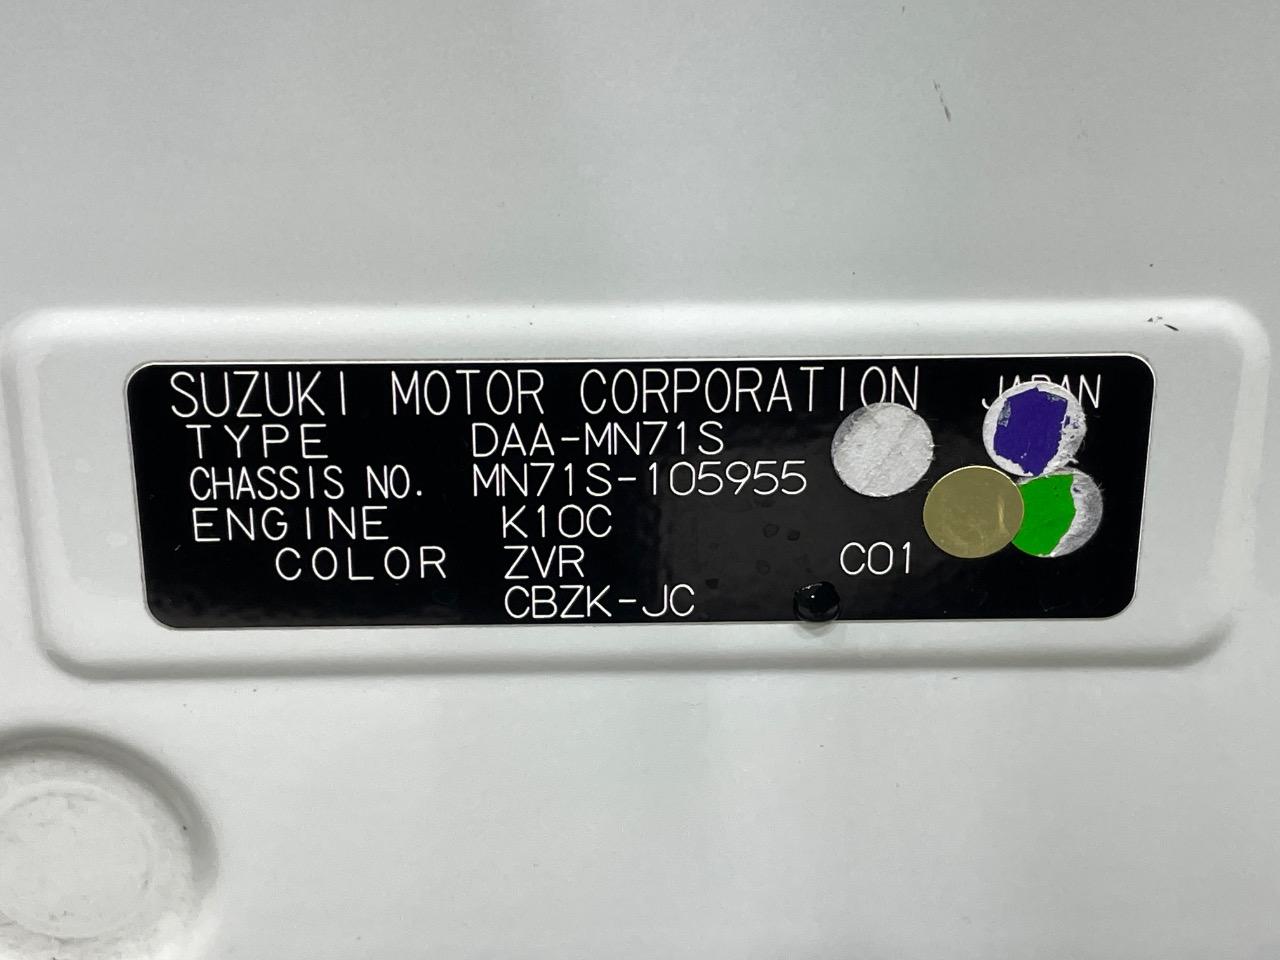 SUZUKI MOTOR CORPORATION JAPAN
TYPE DAA-MN71S
CHASSIS NO. MN71S-105955
ENGINE K10C
COLOR ZVR C01
CBZK-JC